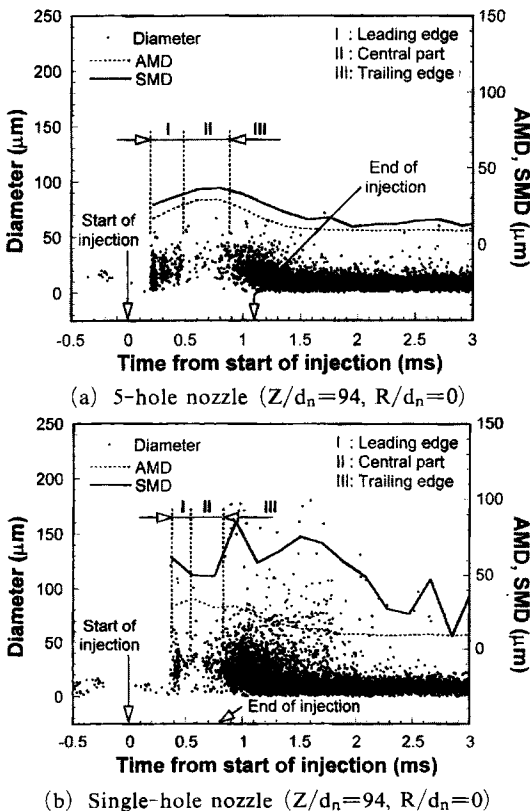 250
200
150
100
50
0
Diameter (μm)
Diameter
AMD
SMD
I : Leading edge
II : Central part
III: Trailing edge
I II III
Start of
injection
End of
injection
150
100
50
0
AMD, SMD
(μm)
-0.5 0 0.5 1 1.5 2 2.5 3
Time from start of injection (ms)
(a) 5-hole nozzle (Z/dn=94, R/dn=0)
250
200
150
100
50
0
Diameter (μm)
Diameter
AMD
SMD
I : Leading edge
II : Central part
III: Trailing edge
I II III
Start of
injection
End of injection
150
100
50
0
AMD, SMD (μm)
-0.5 0 0.5 1 1.5 2 2.5 3
Time from start of injection (ms)
(b) Single-hole nozzle (Z/dn=94, R/dn=0)